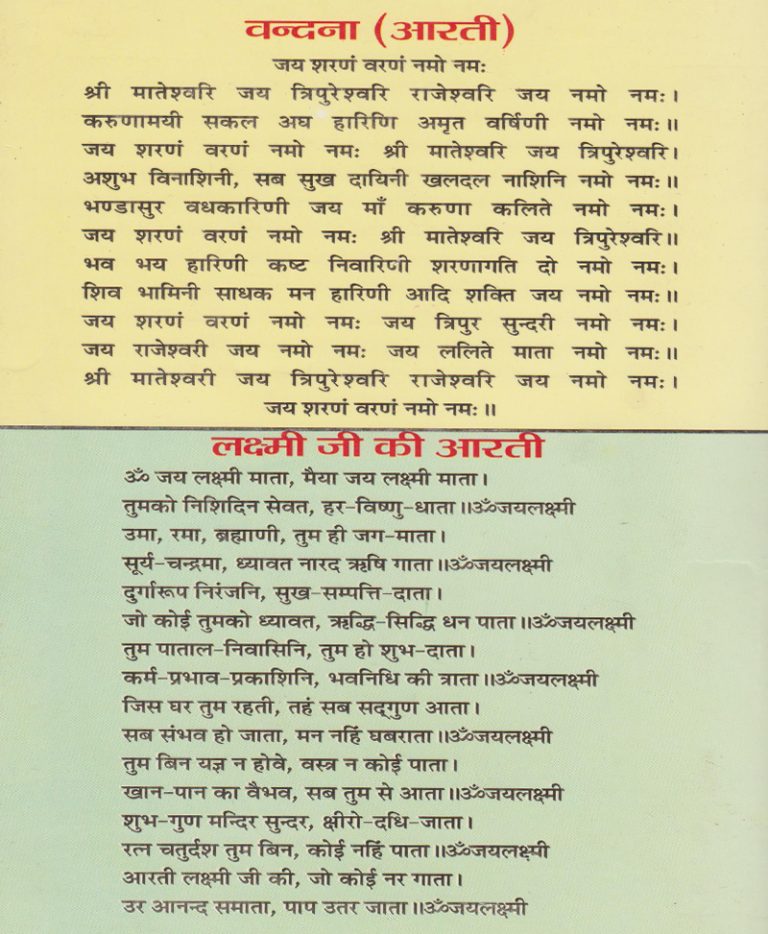 वन्दना (आरती)
जय शरणं वरणं नमो नमः
श्री मातेश्वरि जय त्रिपुरेश्वरि राजेश्वरि जय नमो नमः।
करुणामयी सकल अघ हारिणि अमृत वर्षिणी नमो नमः॥
जय शरणं वरणं नमो नमः श्री मातेश्वरि जय त्रिपुरेश्वरि।
अशुभ विनाशिनी, सब सुख दायिनी खलदल नाशिनि नमो नमः॥
भण्डासुर वधकारिणी जय माँ करुणा कलिते नमो नमः।
जय शरणं वरणं नमो नमः श्री मातेश्वरि जय त्रिपुरेश्वरि॥
भव भय हारिणी कष्ट निवारिणी शरणागति दो नमो नमः।
शिव भामिनी साधक मन हारिणी आदि शक्ति जय नमो नमः॥
जय शरणं वरणं नमो नमः जय त्रिपुर सुन्दरी नमो नमः।
जय राजेश्वरी जय नमो नमः जय ललिते माता नमो नमः॥
श्री मातेश्वरी जय त्रिपुरेश्वरि राजेश्वरि जय नमो नमः।
जय शरणं वरणं नमो नमः॥
लक्ष्मी जी की आरती
ॐ जय लक्ष्मी माता, मैया जय लक्ष्मी माता।
तुमको निशिदिन सेवत, हर-विष्णु-धाता॥ॐजयलक्ष्मी
उमा, रमा, ब्रह्माणी, तुम ही जग-माता।
सूर्य-चन्द्रमा, ध्यावत नारद ऋषि गाता॥ॐजयलक्ष्मी
दुर्गारूप निरंजनि, सुख-सम्पत्ति-दाता।
जो कोई तुमको ध्यावत, ऋद्धि-सिद्धि धन पाता॥ॐजयलक्ष्मी
तुम पाताल-निवासिनि, तुम हो शुभ-दाता।
कर्म-प्रभाव-प्रकाशिनि, भवनिधि की त्राता॥ॐजयलक्ष्मी
जिस घर तुम रहती, तहं सब सद्‌गुण आता।
सब संभव हो जाता, मन नहिं घबराता॥ॐजयलक्ष्मी
तुम बिन यज्ञ न होवे, वस्त्र न कोई पाता।
खान-पान का वैभव, सब तुम से आता॥ॐजयलक्ष्मी
शुभ-गुण मन्दिर सुन्दर, क्षीरो-दधि-जाता।
रत्न चतुर्दश तुम बिन, कोई नहिं पाता॥ॐजयलक्ष्मी
आरती लक्ष्मी जी की, जो कोई नर गाता।
उर आनन्द समाता, पाप उतर जाता॥ॐजयलक्ष्मी